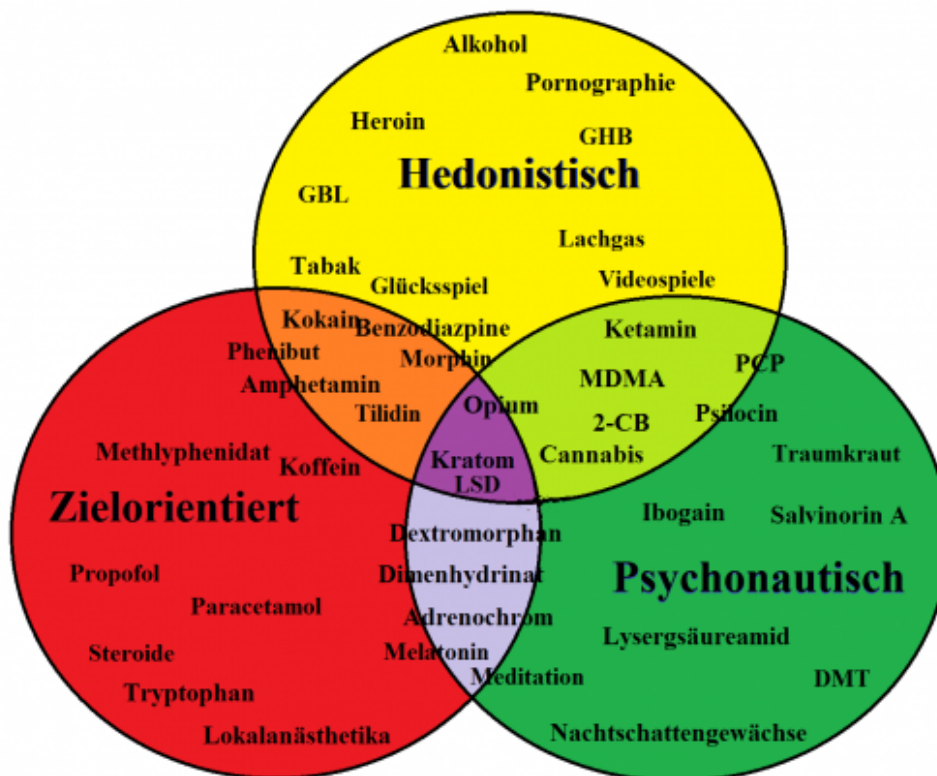 Alkohol
Pornographie
Heroin
GHB
Hedonistisch
GBL
Lachgas
Tabak
Glücksspiel
Videospiele
Kokain
Benzodiazpine
Ketamin
Phenibut
Morphin
PCP
Amphetamin
MDMA
Tilidin
Opium
2-CB
Psilocin
Methlyphenidat
Koffein
Kratom
Cannabis
Traumkraut
LSD
Zielorientiert
Ibogain
Salvinorin A
Dextromorphan
Propofol
Dimenhydrinat
Psychonautisch
Paracetamol
Adrenochrom
Lysergsäureamid
Steroide
Melatonin
Meditation
DMT
Tryptophan
Lokalanästhetika
Nachtschattengewächse